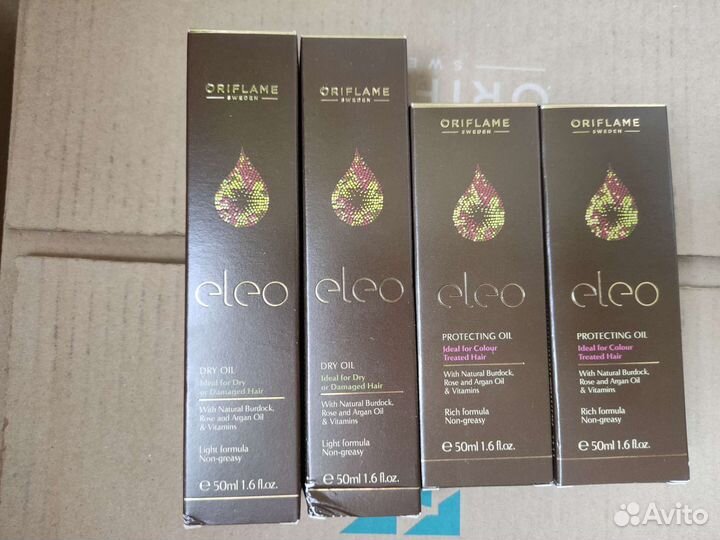 ORIFLAME
SWEDEN
eleo
DRY OIL
Ideal for Dry
or Damaged Hair
With Natural Burdock,
Rose and Argan Oil
& Vitamins
Light formula
Non-greasy
℮ 50ml 1.6 fl.oz.
ORIFLAME
SWEDEN
eleo
DRY OIL
Ideal for Dry
or Damaged Hair
With Natural Burdock,
Rose and Argan Oil
& Vitamins
Light formula
Non-greasy
℮ 50ml 1.6 fl.oz.
ORIFLAME
SWEDEN
eleo
PROTECTING OIL
Ideal for Colour
Treated Hair
With Natural Burdock,
Rose and Argan Oil
& Vitamins
Rich formula
Non-greasy
℮ 50ml 1.6 fl.oz.
ORIFLAME
SWEDEN
eleo
PROTECTING OIL
Ideal for Colour
Treated Hair
With Natural Burdock,
Rose and Argan Oil
& Vitamins
Rich formula
Non-greasy
℮ 50ml 1.6 fl.oz.
Avito